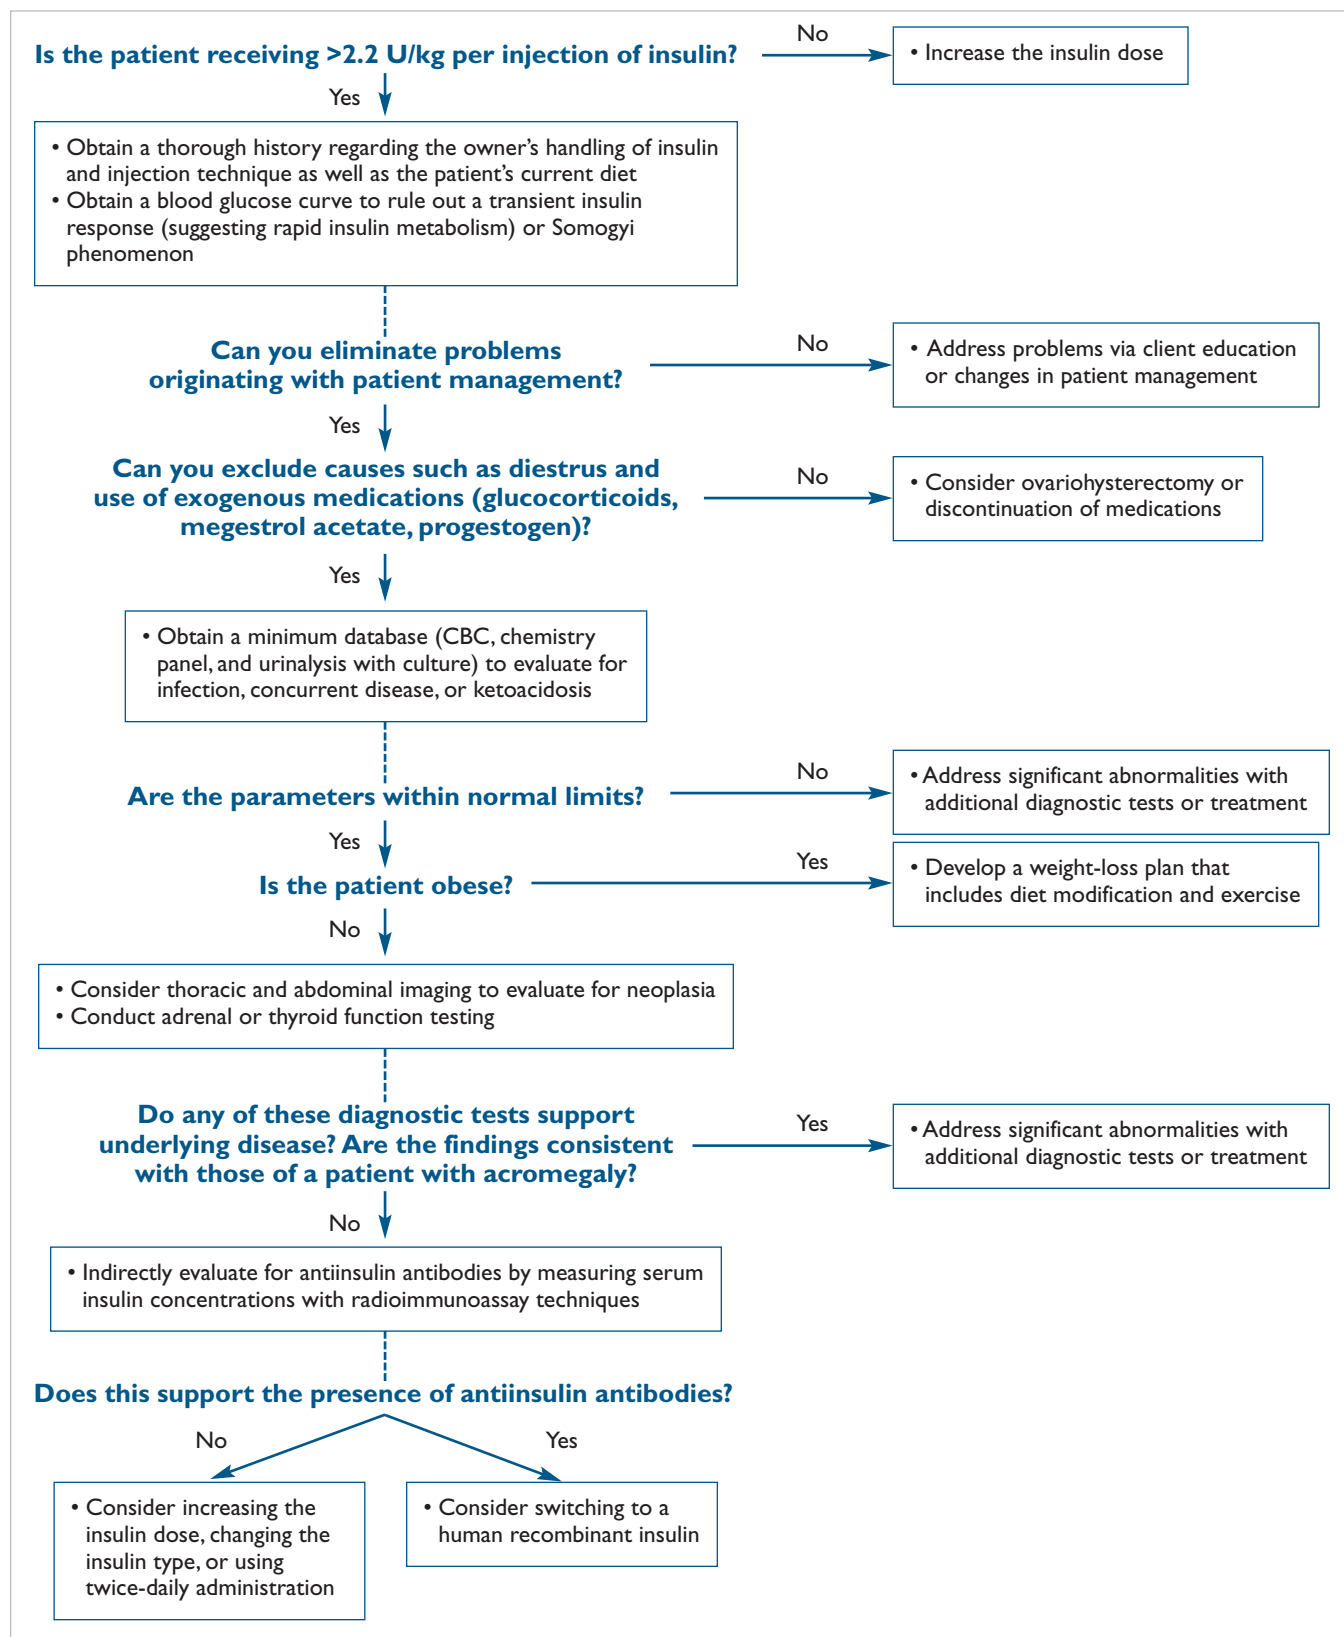 Is the patient receiving >2.2 U/kg per injection of insulin?
No
• Increase the insulin dose
Yes
• Obtain a thorough history regarding the owner’s handling of insulin
and injection technique as well as the patient’s current diet
• Obtain a blood glucose curve to rule out a transient insulin
response (suggesting rapid insulin metabolism) or Somogyi
phenomenon
Can you eliminate problems
originating with patient management?
No
• Address problems via client education
or changes in patient management
Yes
Can you exclude causes such as diestrus and
use of exogenous medications (glucocorticoids,
megestrol acetate, progestogen)?
No
• Consider ovariohysterectomy or
discontinuation of medications
Yes
• Obtain a minimum database (CBC, chemistry
panel, and urinalysis with culture) to evaluate for
infection, concurrent disease, or ketoacidosis
Are the parameters within normal limits?
No
• Address significant abnormalities with
additional diagnostic tests or treatment
Yes
Is the patient obese?
Yes
• Develop a weight-loss plan that
includes diet modification and exercise
No
• Consider thoracic and abdominal imaging to evaluate for neoplasia
• Conduct adrenal or thyroid function testing
Do any of these diagnostic tests support
underlying disease? Are the findings consistent
with those of a patient with acromegaly?
Yes
• Address significant abnormalities with
additional diagnostic tests or treatment
No
• Indirectly evaluate for antiinsulin antibodies by measuring serum
insulin concentrations with radioimmunoassay techniques
Does this support the presence of antiinsulin antibodies?
No
Yes
• Consider increasing the
insulin dose, changing the
insulin type, or using
twice-daily administration
• Consider switching to a
human recombinant insulin